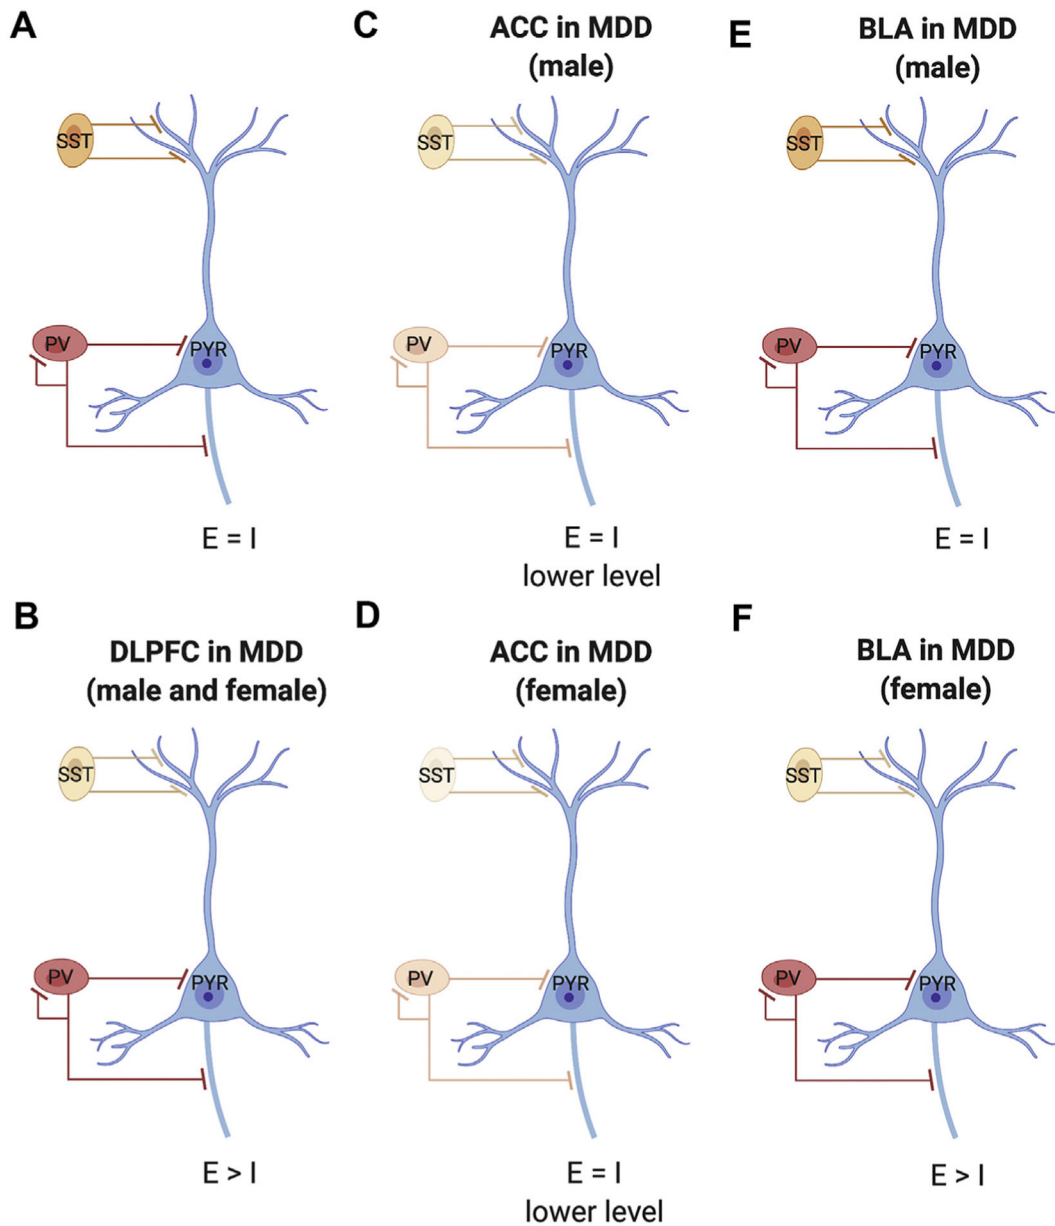 A
SST
PV
PYR
E = I
C
ACC in MDD
(male)
SST
PV
PYR
E = I
lower level
E
BLA in MDD
(male)
SST
PV
PYR
E = I
B
DLPFC in MDD
(male and female)
SST
PV
PYR
E > I
D
ACC in MDD
(female)
SST
PV
PYR
E = I
lower level
F
BLA in MDD
(female)
SST
PV
PYR
E > I